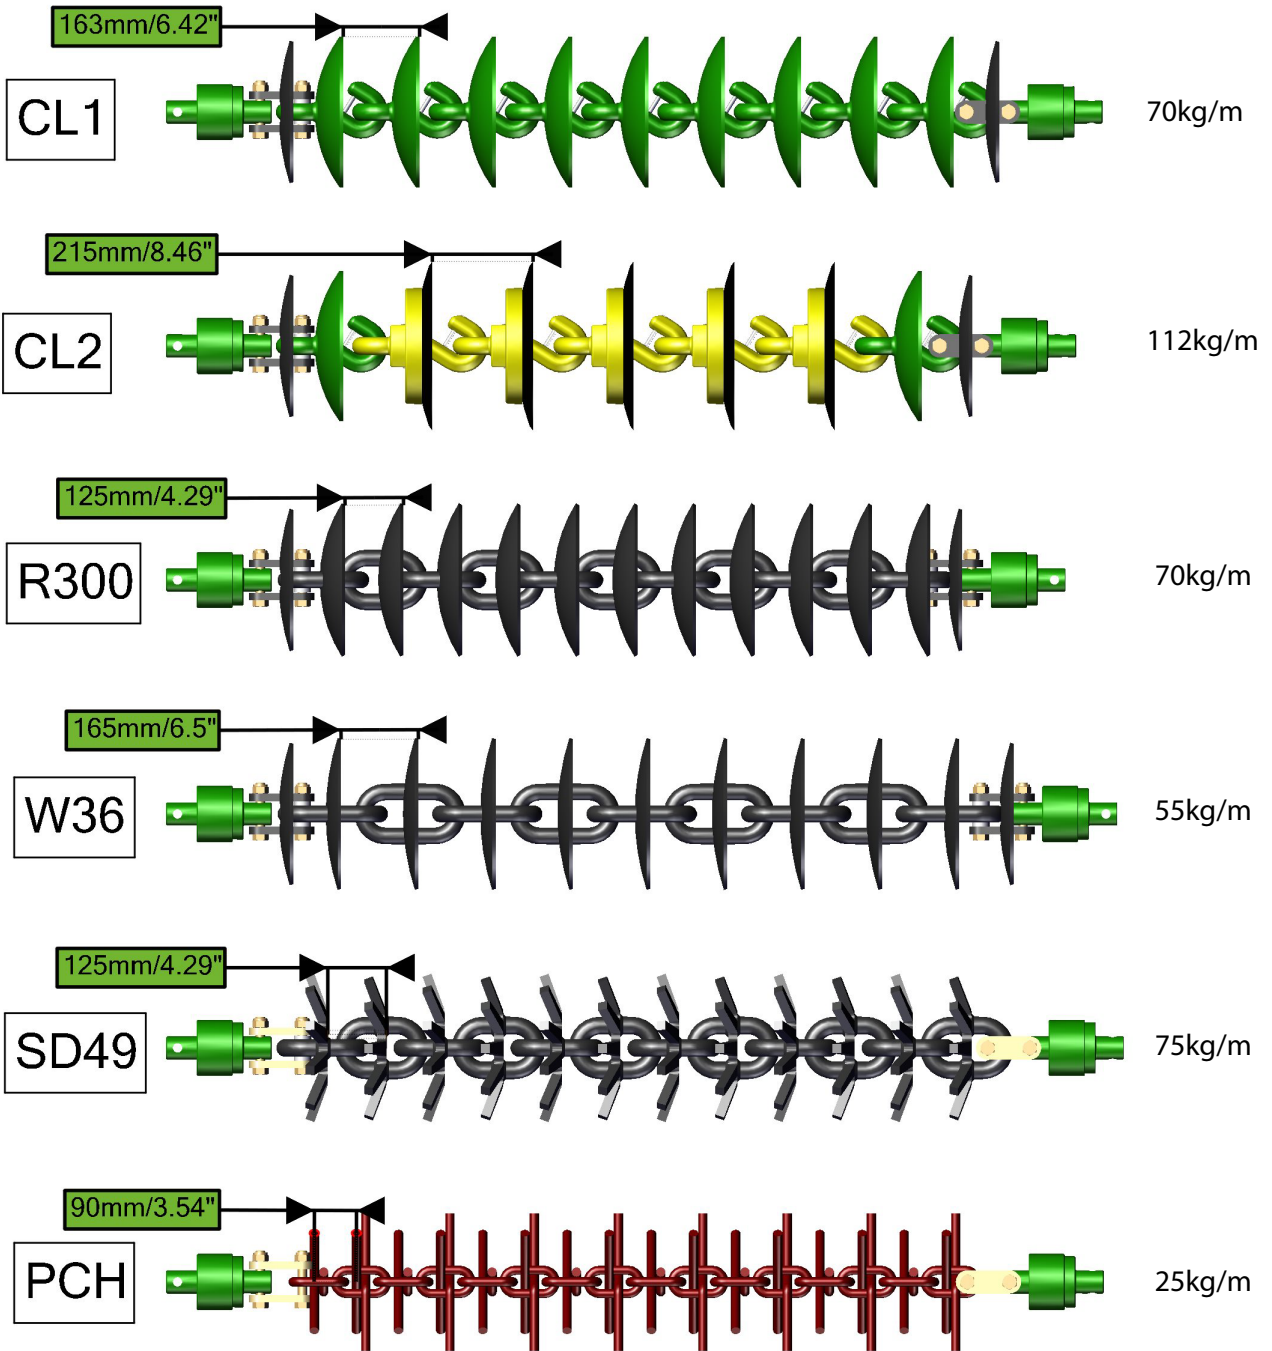 163mm/6.42"
CL1
70kg/m
215mm/8.46"
CL2
112kg/m
125mm/4.29"
R300
70kg/m
165mm/6.5"
W36
55kg/m
125mm/4.29"
SD49
75kg/m
90mm/3.54"
PCH
25kg/m